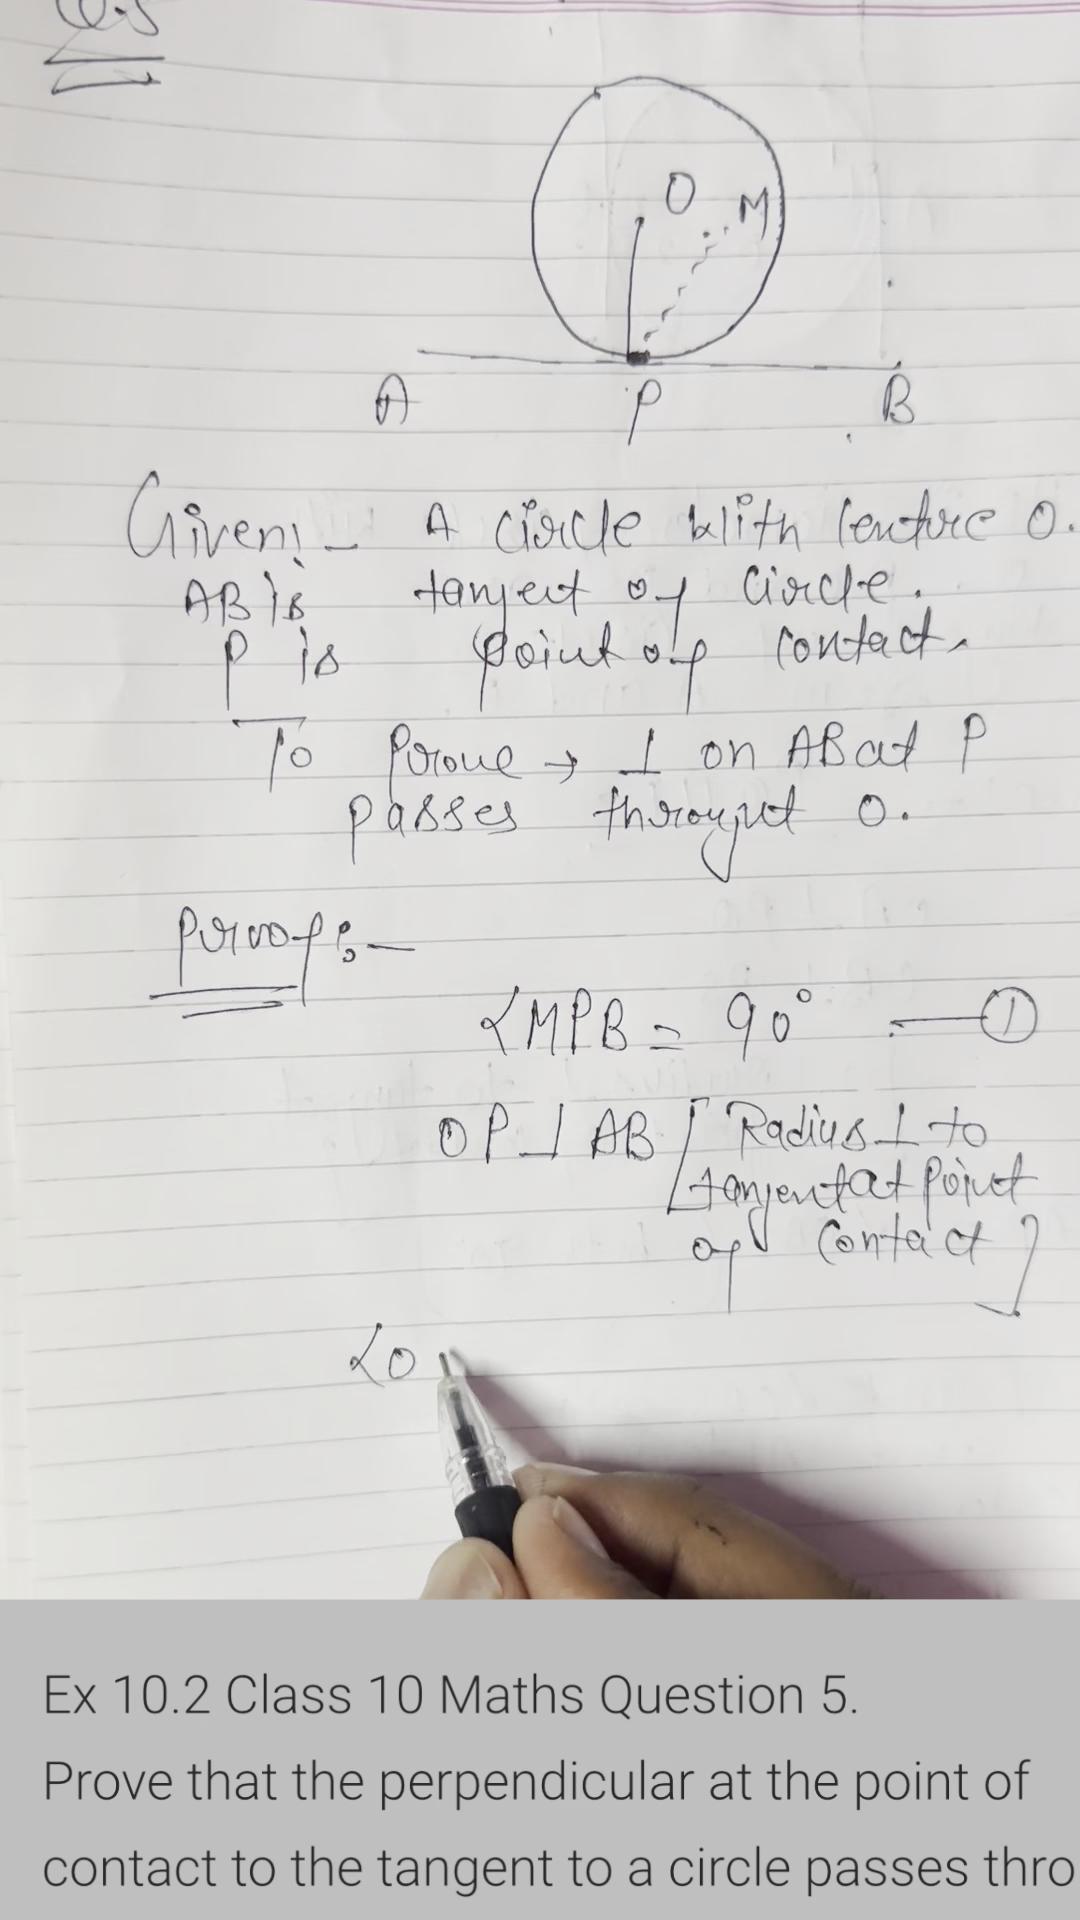 Q.5
O
M
A P B
Given:- A circle with centre O.
AB is tangent of circle.
P is point of contact.
To Prove → ⊥ on AB at P
passes through O.
Proof:-
∠MPB = 90° —①
OP ⊥ AB [Radius ⊥ to
tangent at point
of contact]
∠O
Ex 10.2 Class 10 Maths Question 5.
Prove that the perpendicular at the point of
contact to the tangent to a circle passes thro